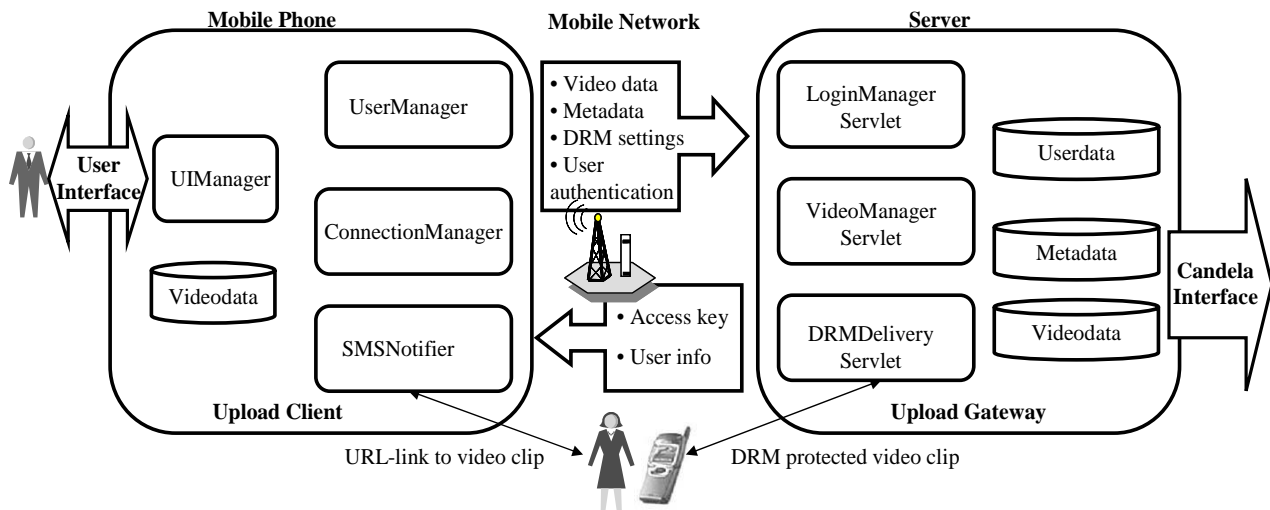 Mobile Phone
Mobile Network
Server
UserManager
• Video data
• Metadata
• DRM settings
• User
authentication
LoginManager
Servlet
Userdata
User
Interface
UIManager
ConnectionManager
VideoManager
Servlet
Metadata
Candela
Interface
Videodata
SMSNotifier
• Access key
• User info
DRMDelivery
Servlet
Videodata
Upload Client
Upload Gateway
URL-link to video clip
DRM protected video clip